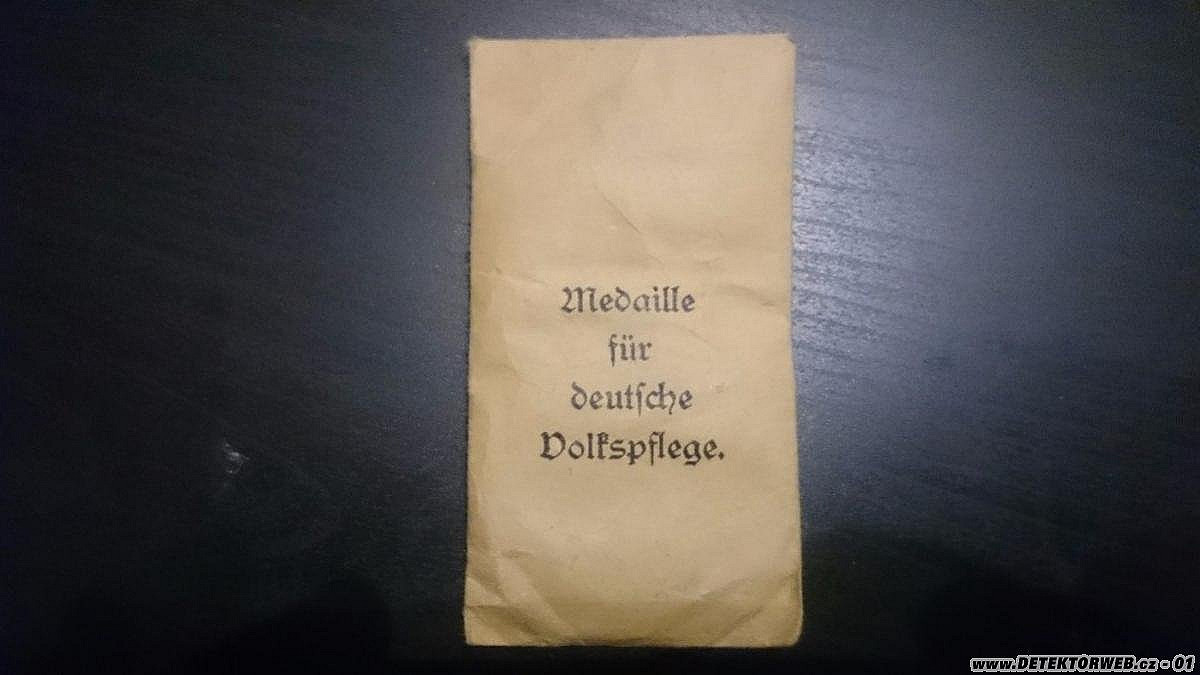 Medaille
für
deutsche
Volkspflege.
www.DETEKTORWEB.cz - 01